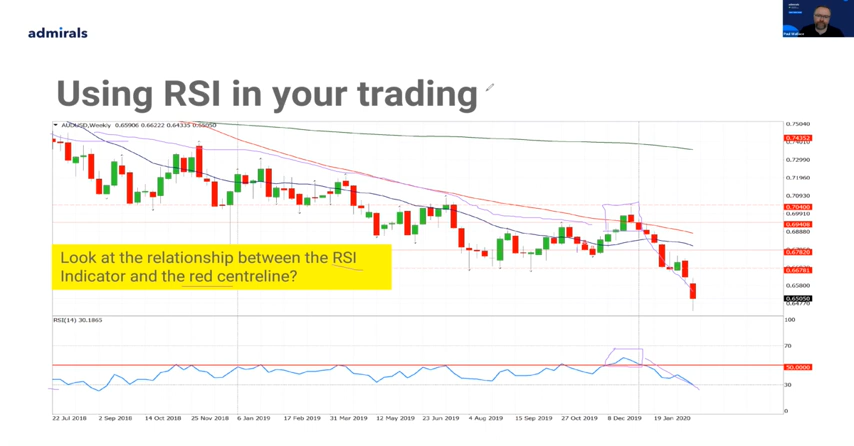 admirals
Using RSI in your trading
AUDUSD,Weekly 0.65906 0.66222 0.64335 0.65050
0.75040
0.74352
0.72990
0.71960
0.70930
0.70400
0.69910
0.69408
0.68880
0.67820
0.66781
0.65800
0.65050
0.64770
Look at the relationship between the RSI
Indicator and the red centreline?
RSI(14) 30.1865
100
70
50.0000
30
0
22 Jul 2018 2 Sep 2018 14 Oct 2018 25 Nov 2018 6 Jan 2019 17 Feb 2019 31 Mar 2019 12 May 2019 23 Jun 2019 4 Aug 2019 15 Sep 2019 27 Oct 2019 8 Dec 2019 19 Jan 2020